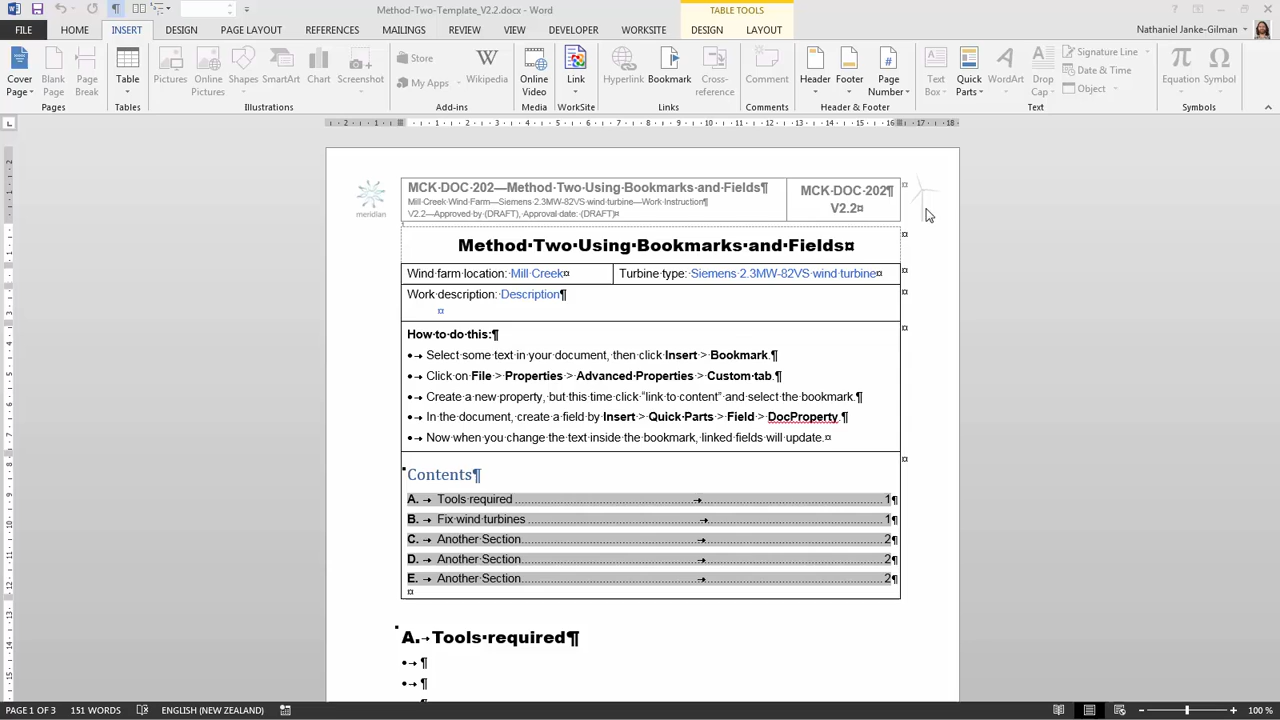 Method-Two-Template_V2.2.docx - Word
TABLE TOOLS
FILE
HOME
INSERT
DESIGN
PAGE LAYOUT
REFERENCES
MAILINGS
REVIEW
VIEW
DEVELOPER
WORKSITE
DESIGN
LAYOUT
Nathaniel Janke-Gilman
Cover Page
Blank Page
Page Break
Table
Pictures
Online Pictures
Shapes
SmartArt
Chart
Screenshot
Store
My Apps
Wikipedia
Online Video
Link
Hyperlink
Bookmark
Cross-reference
Comment
Header
Footer
Page Number
Text Box
Quick Parts
WordArt
Drop Cap
Signature Line
Date & Time
Object
Equation
Symbol
Pages
Tables
Illustrations
Add-ins
Media
WorkSite
Links
Comments
Header & Footer
Text
Symbols
meridian
MCK·DOC·202—Method·Two·Using·Bookmarks·and·Fields¶
Mill·Creek·Wind·Farm—Siemens·2.3MW-82VS·wind·turbine—Work·Instruction¶
V2.2—Approved·by·(DRAFT),·Approval·date:·(DRAFT)¤
MCK·DOC·202¶
V2.2¤
Method·Two·Using·Bookmarks·and·Fields¤
Wind·farm·location:·Mill·Creek¤
Turbine·type:·Siemens·2.3MW-82VS·wind·turbine¤
Work·description:·Description¶
¤
How·to·do·this:¶
•→Select·some·text·in·your·document,·then·click·Insert·>·Bookmark.¶
•→Click·on·File·>·Properties·>·Advanced·Properties·>·Custom·tab.¶
•→Create·a·new·property,·but·this·time·click·“link·to·content”·and·select·the·bookmark.¶
•→In·the·document,·create·a·field·by·Insert·>·Quick·Parts·>·Field·>·DocProperty.¶
•→Now·when·you·change·the·text·inside·the·bookmark,·linked·fields·will·update.¤
Contents¶
A.→Tools·required→1¶
B.→Fix·wind·turbines→1¶
C.→Another·Section→2¶
D.→Another·Section→2¶
E.→Another·Section→2¶
¤
A.→Tools·required¶
•→¶
•→¶
PAGE 1 OF 3
151 WORDS
ENGLISH (NEW ZEALAND)
100 %